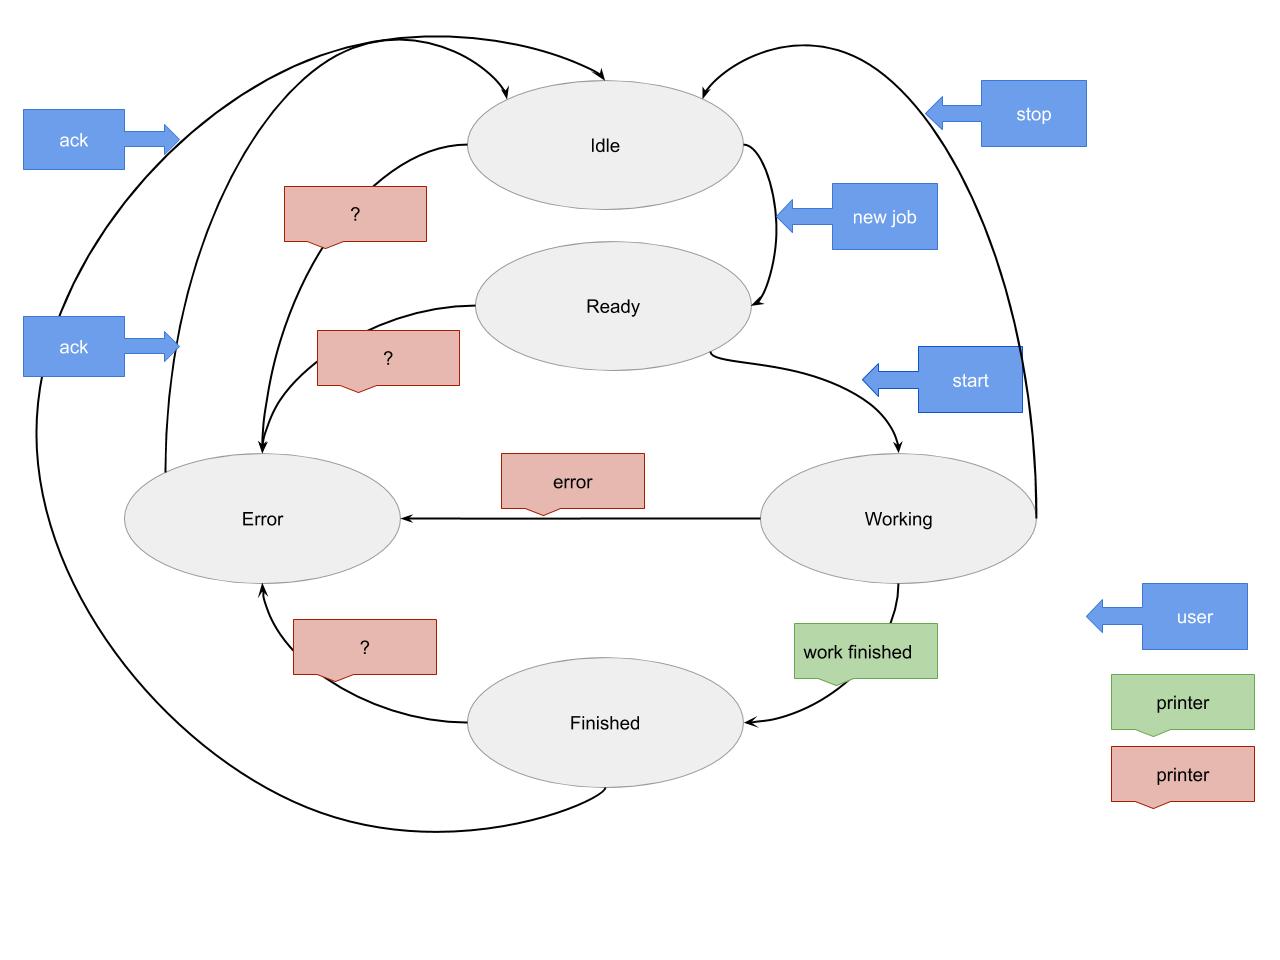 ack
stop
Idle
?
new job
Ready
ack
?
start
error
Error
Working
user
?
work finished
printer
Finished
printer